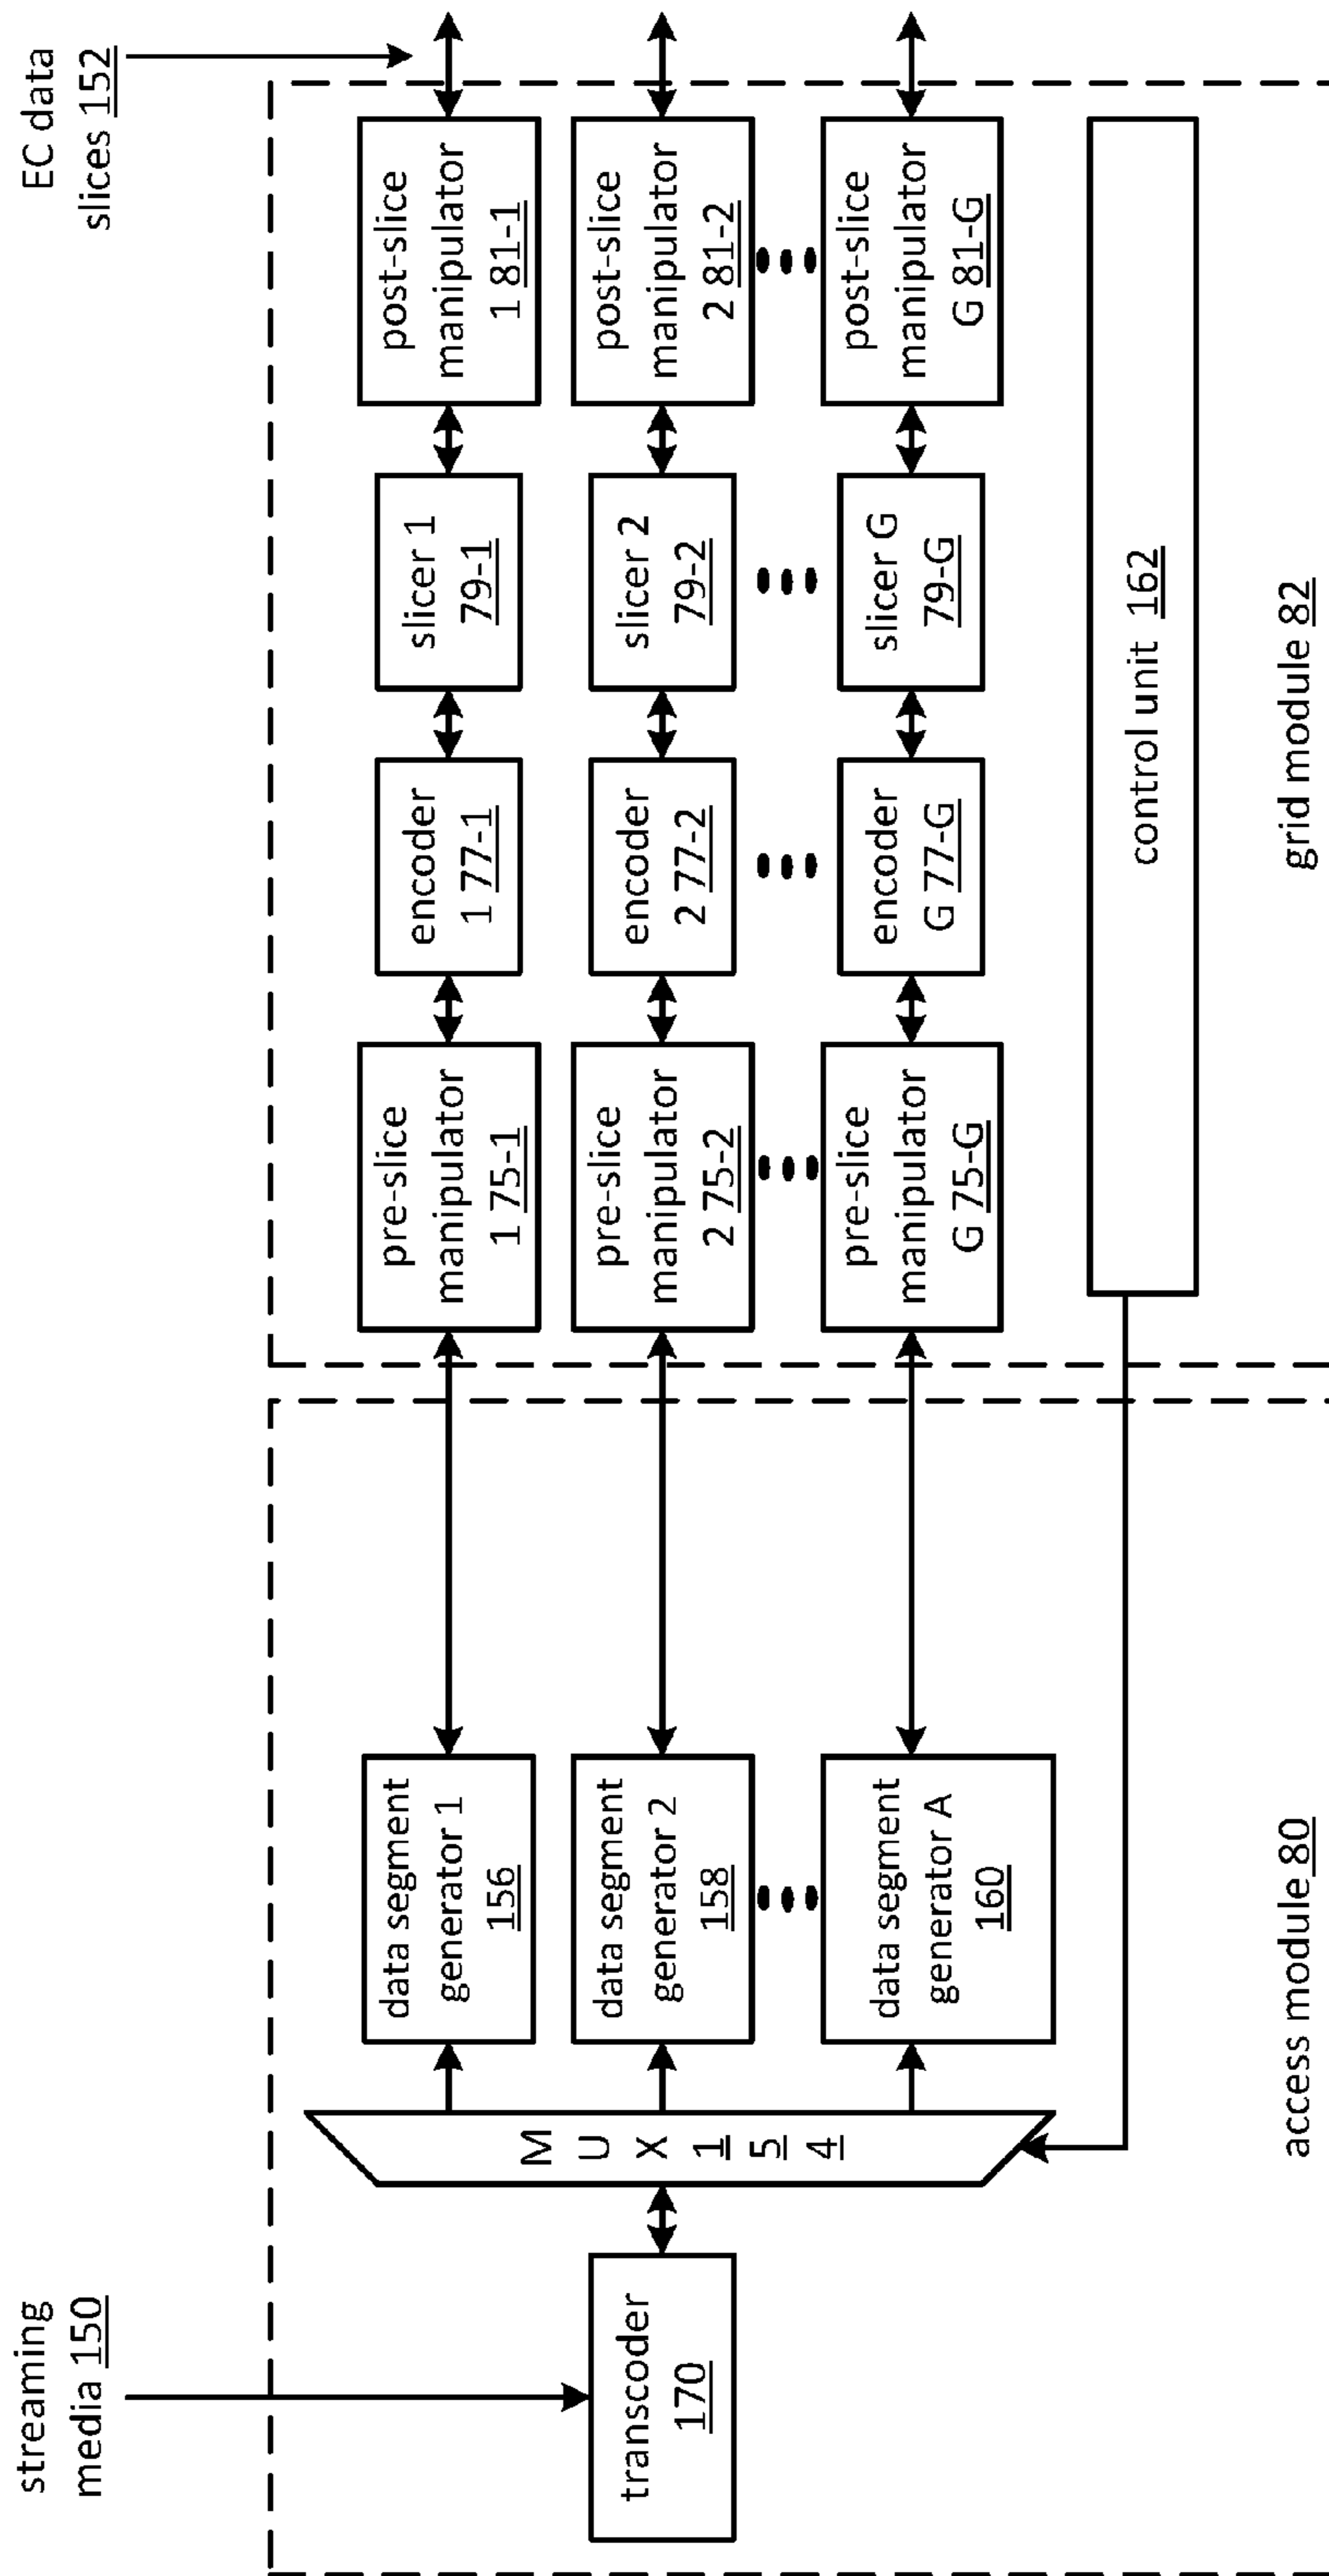 streaming
media 150
EC data
slices 152
transcoder
170
M
U
X
1
5
4
data segment
generator 1
156
data segment
generator 2
158
data segment
generator A
160
pre-slice
manipulator
1 75-1
encoder
1 77-1
slicer 1
79-1
post-slice
manipulator
1 81-1
pre-slice
manipulator
2 75-2
encoder
2 77-2
slicer 2
79-2
post-slice
manipulator
2 81-2
pre-slice
manipulator
G 75-G
encoder
G 77-G
slicer G
79-G
post-slice
manipulator
G 81-G
control unit 162
access module 80
grid module 82